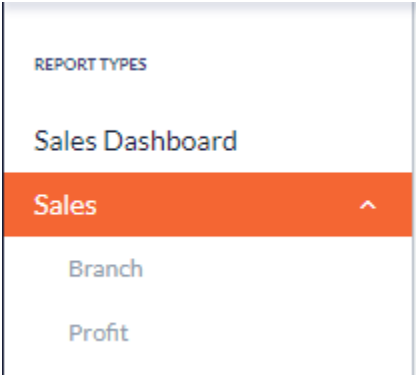 REPORT TYPES
Sales Dashboard
Sales
Branch
Profit